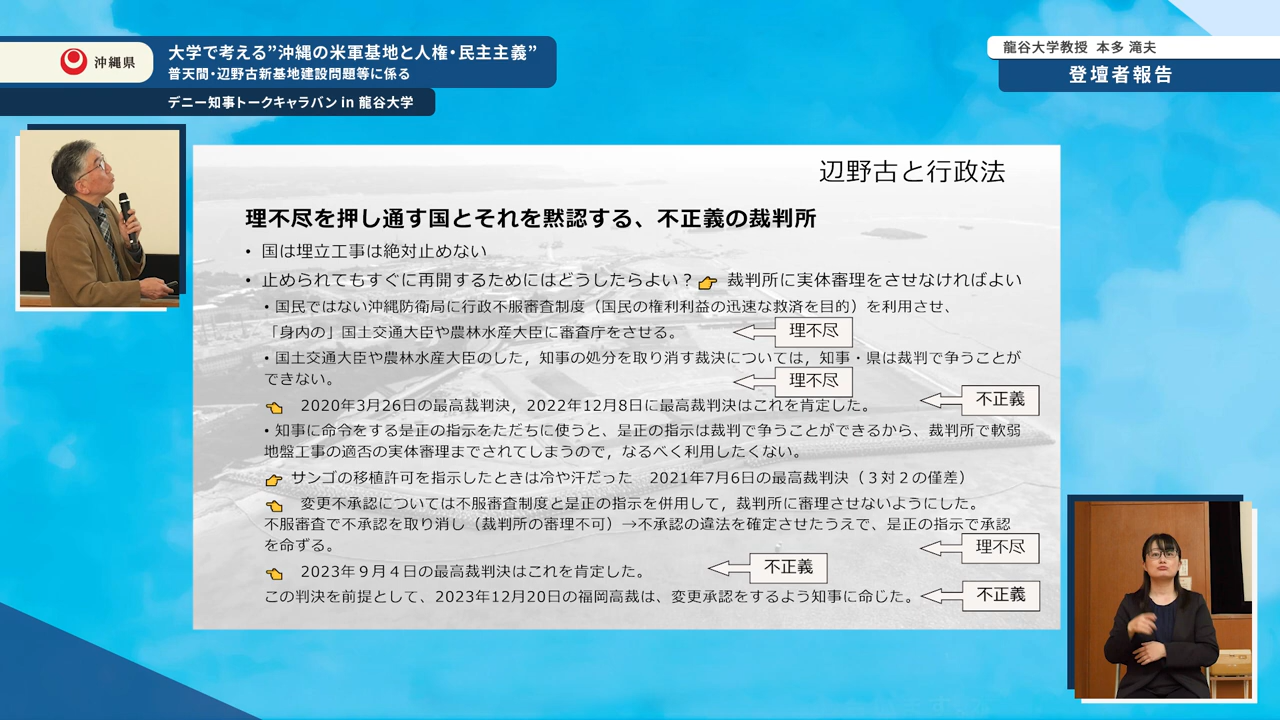 沖縄県
大学で考える”沖縄の米軍基地と人権・民主主義”
普天間・辺野古新基地建設問題等に係る
デニー知事トークキャラバン in 龍谷大学
龍谷大学教授 本多 滝夫
登壇者報告
辺野古と行政法
理不尽を押し通す国とそれを黙認する、不正義の裁判所
• 国は埋立工事は絶対止めない
• 止められてもすぐに再開するためにはどうしたらよい？👉 裁判所に実体審理をさせなければよい
• 国民ではない沖縄防衛局に行政不服審査制度（国民の権利利益の迅速な救済を目的）を利用させ、
「身内の」国土交通大臣や農林水産大臣に審査庁をさせる。
理不尽
• 国土交通大臣や農林水産大臣のした，知事の処分を取り消す裁決については，知事・県は裁判で争うことが
できない。
理不尽
👈 2020年3月26日の最高裁判決，2022年12月8日に最高裁判決はこれを肯定した。
不正義
• 知事に命令をする是正の指示をただちに使うと、是正の指示は裁判で争うことができるから、裁判所で軟弱
地盤工事の適否の実体審理までされてしまうので，なるべく利用したくない。
👉 サンゴの移植許可を指示したときは冷や汗だった 2021年7月6日の最高裁判決（３対２の僅差）
👈 変更不承認については不服審査制度と是正の指示を併用して，裁判所に審理させないようにした。
不服審査で不承認を取り消し（裁判所の審理不可）→不承認の違法を確定させたうえで、是正の指示で承認
を命ずる。
理不尽
👈 2023年９月４日の最高裁判決はこれを肯定した。
不正義
この判決を前提として、2023年12月20日の福岡高裁は、変更承認をするよう知事に命じた。
不正義